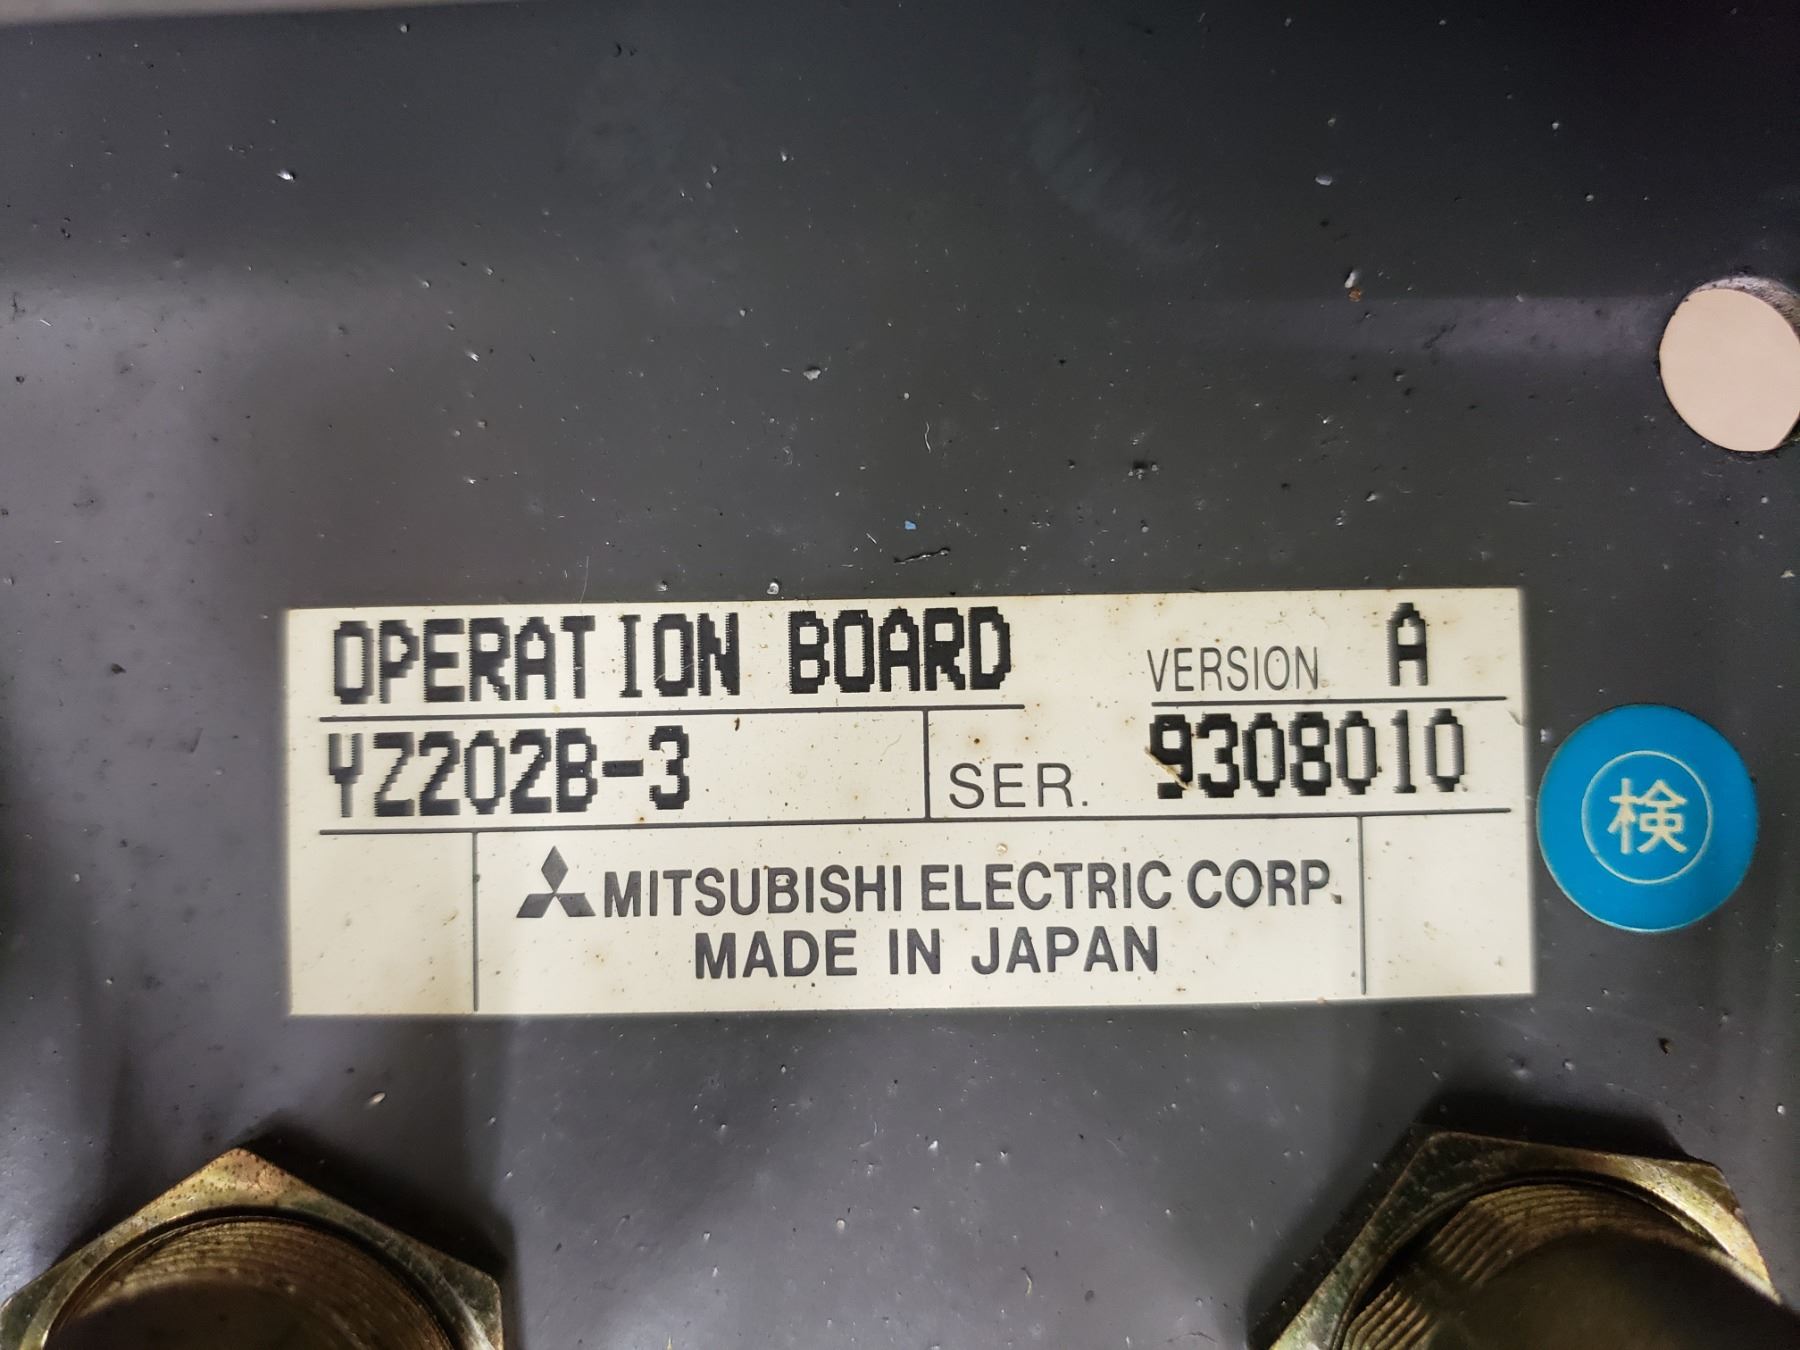 OPERATION BOARD VERSION A
YZ202B-3 SER. 9308010
MITSUBISHI ELECTRIC CORP.
MADE IN JAPAN
検